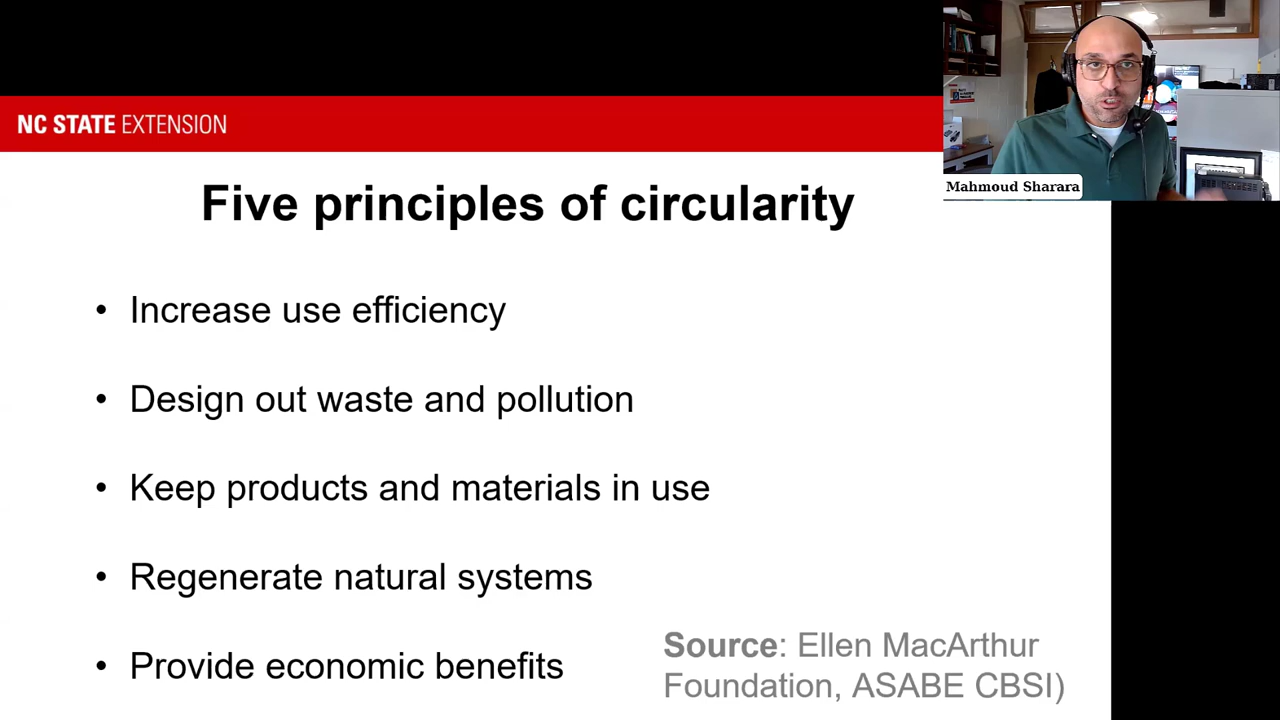 NC STATE EXTENSION
Mahmoud Sharara
Five principles of circularity
• Increase use efficiency
• Design out waste and pollution
• Keep products and materials in use
• Regenerate natural systems
• Provide economic benefits
Source: Ellen MacArthur
Foundation, ASABE CBSI)